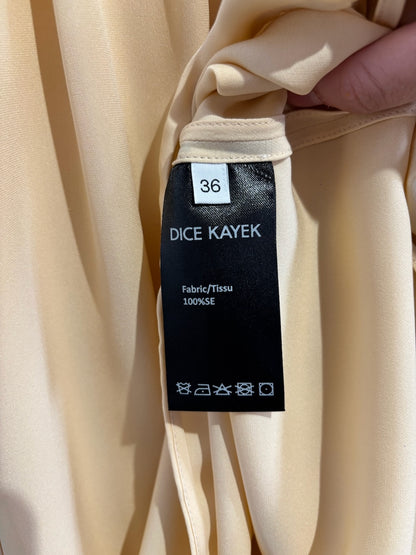 36
DICE KAYEK
Fabric/Tissu
100%SE